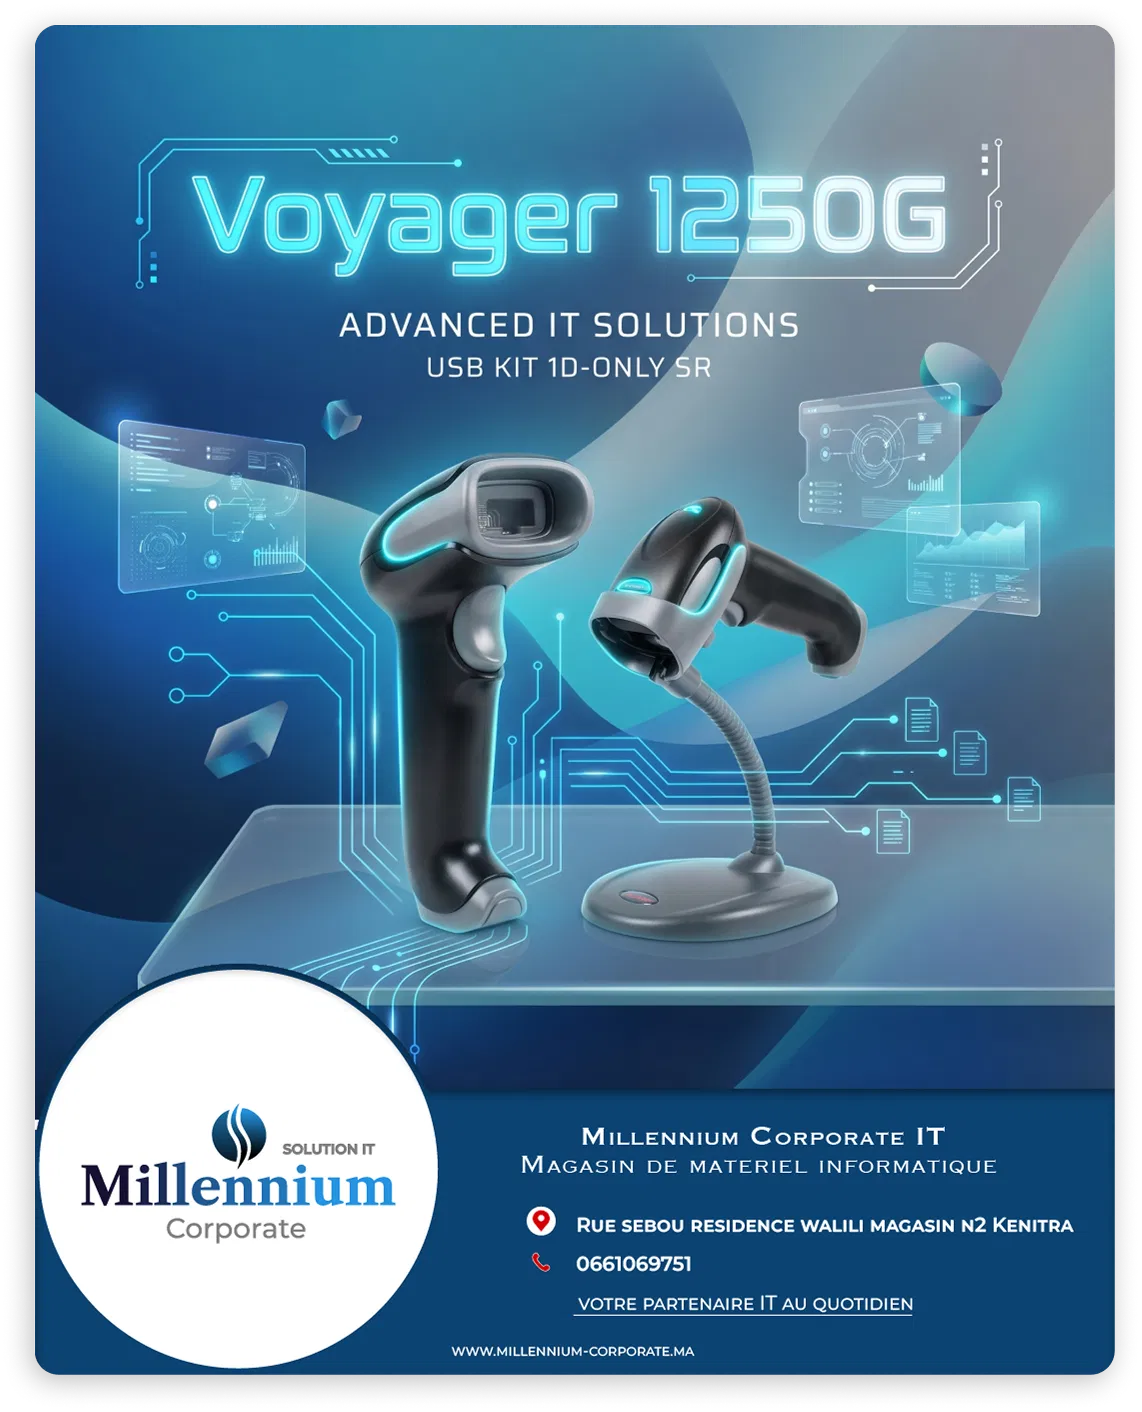 Voyager 1250G
ADVANCED IT SOLUTIONS
USB KIT 1D-ONLY SR
SOLUTION IT
Millennium
Corporate
Millennium Corporate IT
Magasin de materiel informatique
Rue sebou residence walili magasin n2 Kenitra
0661069751
VOTRE PARTENAIRE IT AU QUOTIDIEN
WWW.MILLENNIUM-CORPORATE.MA